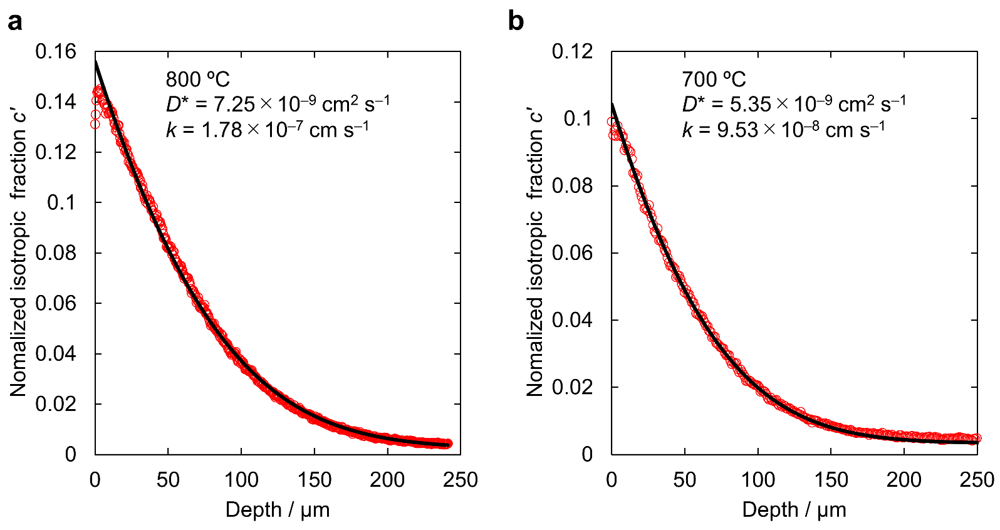 a
0.16
0.14
0.12
0.1
0.08
0.06
0.04
0.02
0
Nomalized isotropic fraction c′
800 ºC
D* = 7.25 × 10⁻⁹ cm² s⁻¹
k = 1.78 × 10⁻⁷ cm s⁻¹
0 50 100 150 200 250
Depth / μm
b
0.12
0.1
0.08
0.06
0.04
0.02
0
Nomalized isotropic fraction c′
700 ºC
D* = 5.35 × 10⁻⁹ cm² s⁻¹
k = 9.53 × 10⁻⁸ cm s⁻¹
0 50 100 150 200 250
Depth / μm